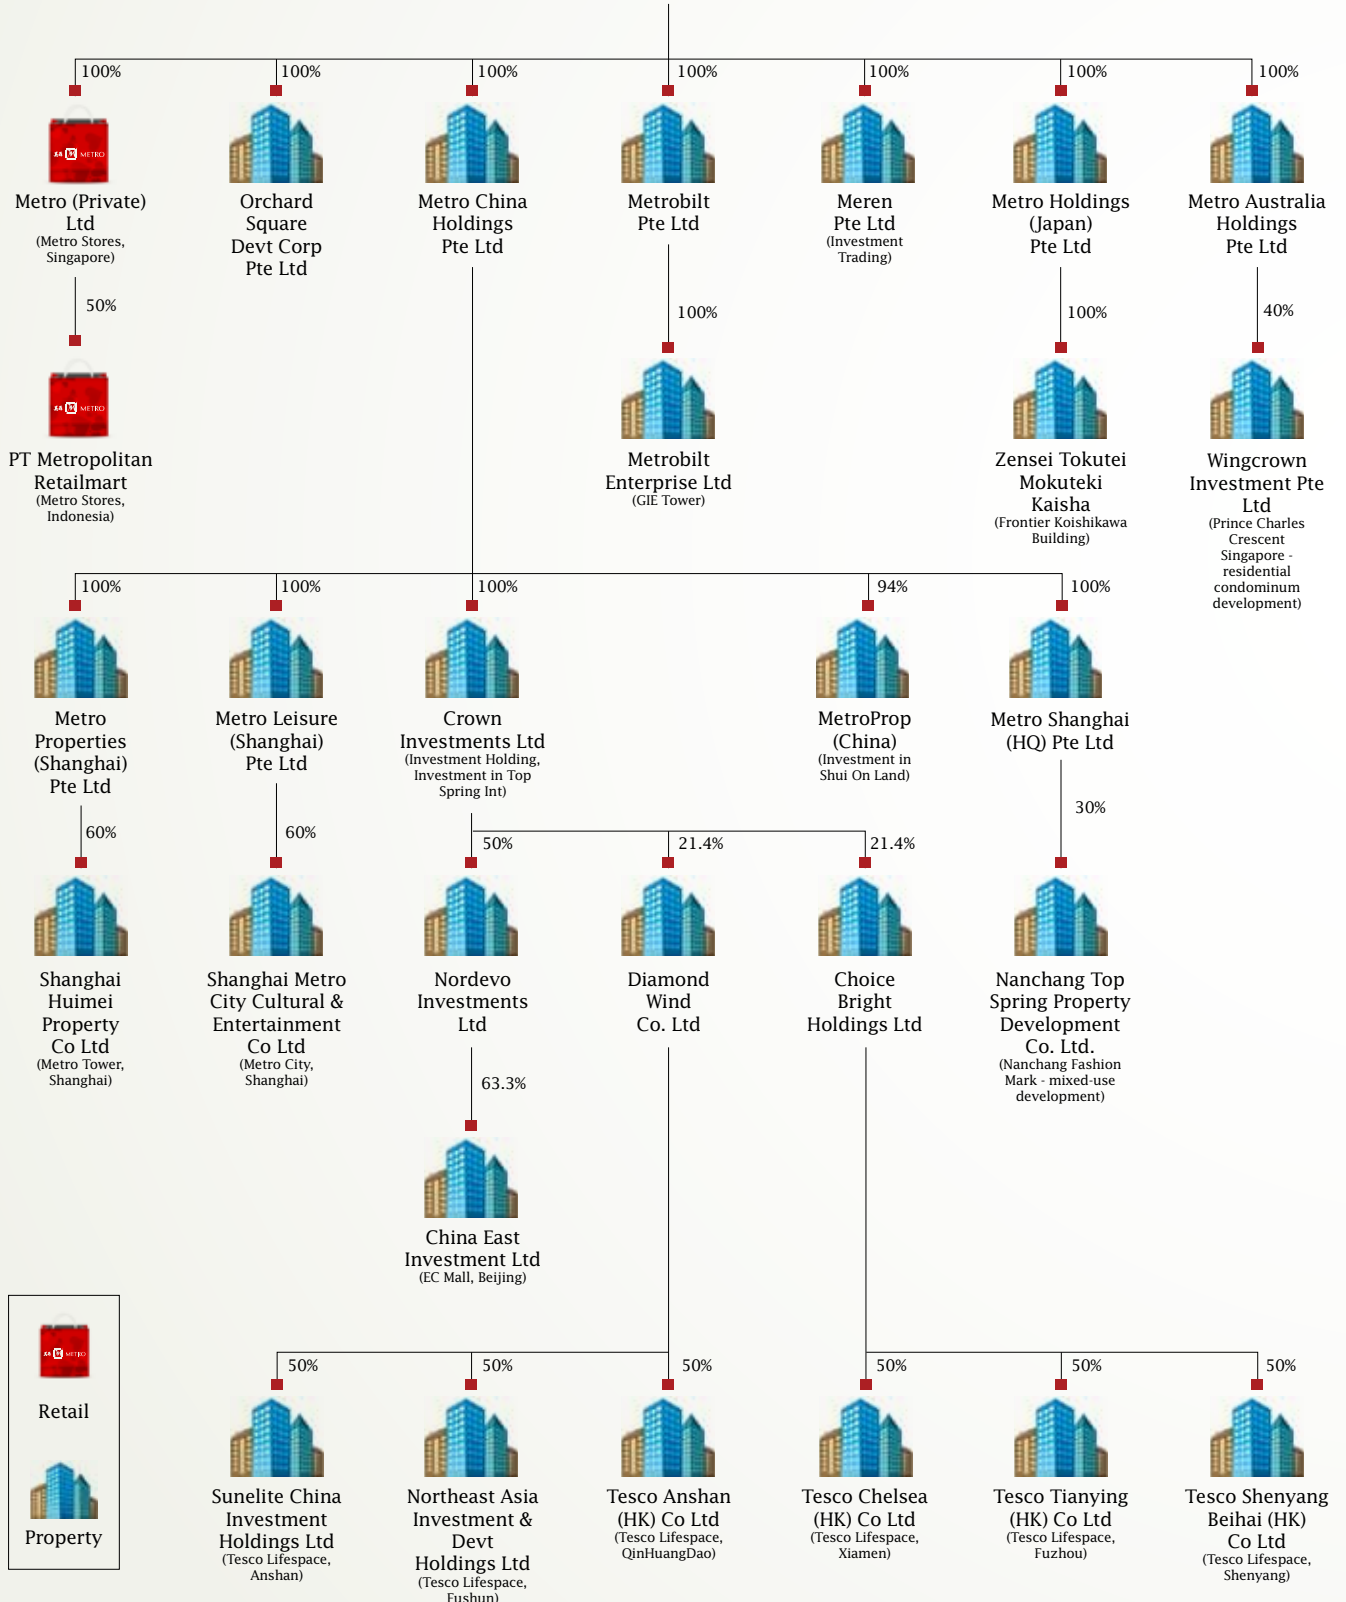 100%
100%
100%
100%
100%
100%
100%
METRO
Metro (Private)
Ltd
(Metro Stores,
Singapore)
Orchard
Square
Devt Corp
Pte Ltd
Metro China
Holdings
Pte Ltd
Metrobilt
Pte Ltd
Meren
Pte Ltd
(Investment
Trading)
Metro Holdings
(Japan)
Pte Ltd
Metro Australia
Holdings
Pte Ltd
50%
100%
100%
40%
METRO
PT Metropolitan
Retailmart
(Metro Stores,
Indonesia)
Metrobilt
Enterprise Ltd
(GIE Tower)
Zensei Tokutei
Mokuteki
Kaisha
(Frontier Koishikawa
Building)
Wingcrown
Investment Pte
Ltd
(Prince Charles
Crescent
Singapore -
residential
condominum
development)
100%
100%
100%
94%
100%
Metro
Properties
(Shanghai)
Pte Ltd
Metro Leisure
(Shanghai)
Pte Ltd
Crown
Investments Ltd
(Investment Holding,
Investment in Top
Spring Int)
MetroProp
(China)
(Investment in
Shui On Land)
Metro Shanghai
(HQ) Pte Ltd
60%
60%
50%
21.4%
21.4%
30%
Shanghai
Huimei
Property
Co Ltd
(Metro Tower,
Shanghai)
Shanghai Metro
City Cultural &
Entertainment
Co Ltd
(Metro City,
Shanghai)
Nordevo
Investments
Ltd
Diamond
Wind
Co. Ltd
Choice
Bright
Holdings Ltd
Nanchang Top
Spring Property
Development
Co. Ltd.
(Nanchang Fashion
Mark - mixed-use
development)
63.3%
China East
Investment Ltd
(EC Mall, Beijing)
METRO
Retail
Property
50%
50%
50%
50%
50%
50%
Sunelite China
Investment
Holdings Ltd
(Tesco Lifespace,
Anshan)
Northeast Asia
Investment &
Devt
Holdings Ltd
(Tesco Lifespace,
Fushun)
Tesco Anshan
(HK) Co Ltd
(Tesco Lifespace,
QinHuangDao)
Tesco Chelsea
(HK) Co Ltd
(Tesco Lifespace,
Xiamen)
Tesco Tianying
(HK) Co Ltd
(Tesco Lifespace,
Fuzhou)
Tesco Shenyang
Beihai (HK)
Co Ltd
(Tesco Lifespace,
Shenyang)